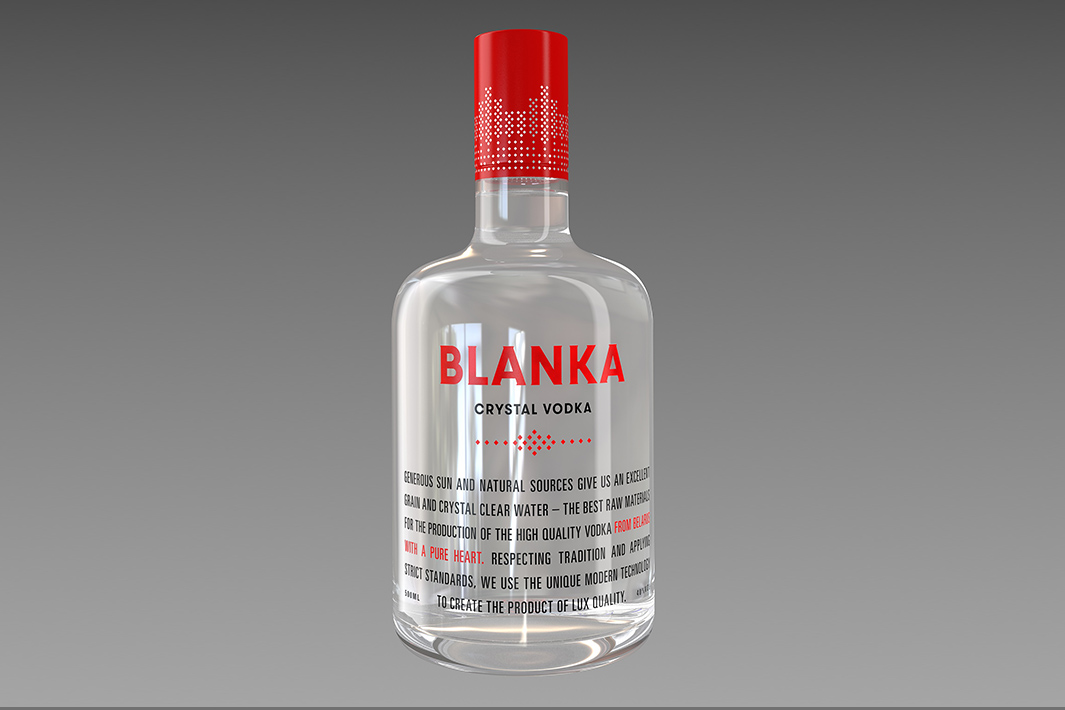 BLANKA
CRYSTAL VODKA
GENEROUS SUN AND NATURAL SOURCES GIVE US AN EXCELLENT
GRAIN AND CRYSTAL CLEAR WATER – THE BEST RAW MATERIALS
FOR THE PRODUCTION OF THE HIGH QUALITY VODKA FROM BELARUS
WITH A PURE HEART. RESPECTING TRADITION AND APPLYING
STRICT STANDARDS, WE USE THE UNIQUE MODERN TECHNOLOGY
500ML TO CREATE THE PRODUCT OF LUX QUALITY.